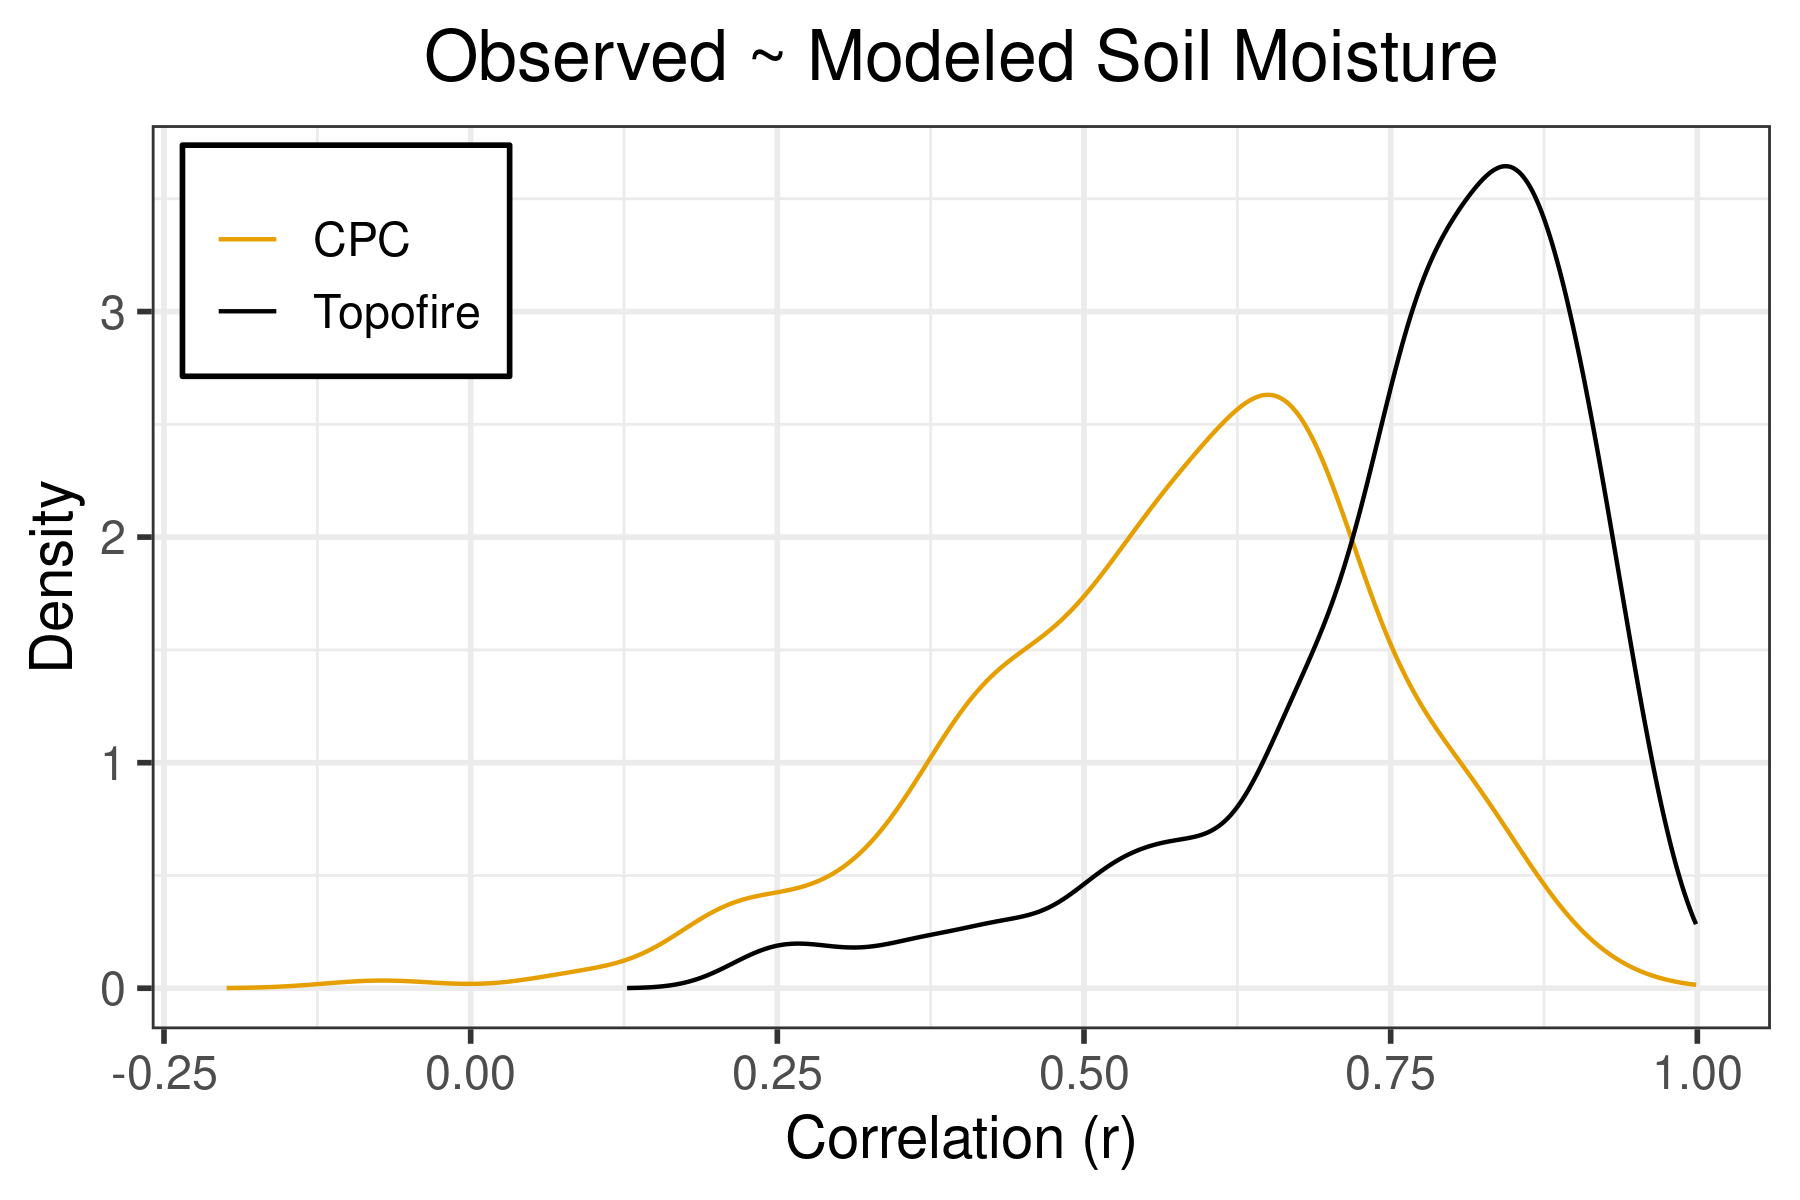 Observed ~ Modeled Soil Moisture
CPC
Topofire
Density
3
2
1
0
-0.25 0.00 0.25 0.50 0.75 1.00
Correlation (r)